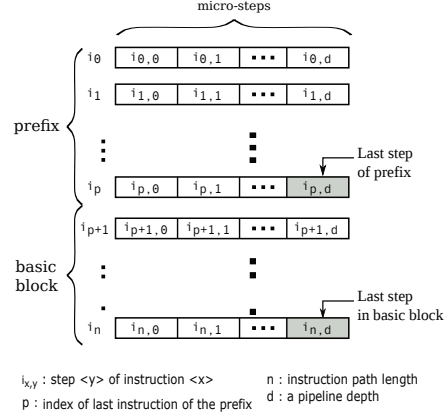 micro-steps
i0 i0,0 i0,1 ... i0,d
i1 i1,0 i1,1 ... i1,d
prefix
Last step
of prefix
ip ip,0 ip,1 ... ip,d
ip+1 ip+1,0 ip+1,1 ... ip+1,d
basic
block
Last step
in basic block
in in,0 in,1 ... in,d
ix,y : step <y> of instruction <x>
n : instruction path length
p : index of last instruction of the prefix
d : a pipeline depth